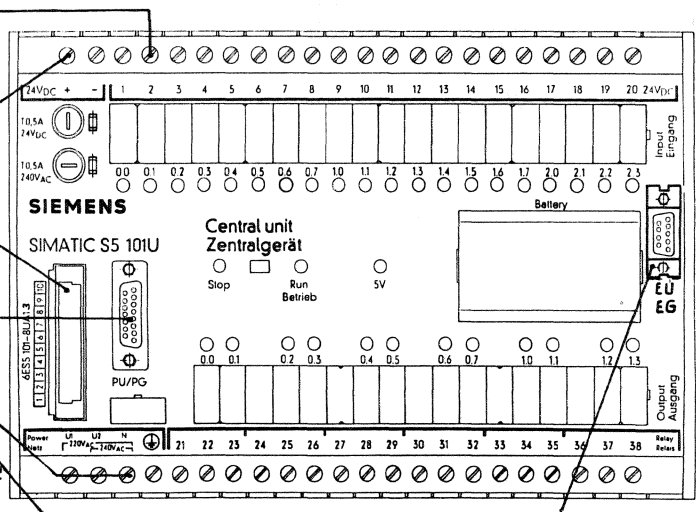 24VDC + - 1 2 3 4 5 6 7 8 9 10 11 12 13 14 15 16 17 18 19 20 24VDC
T0,5A
24VDC
T0,5A
240VAC
Input
Eingang
0.0 0.1 0.2 0.3 0.4 0.5 0.6 0.7 1.0 1.1 1.2 1.3 1.4 1.5 1.6 1.7 2.0 2.1 2.2 2.3
SIEMENS
Battery
SIMATIC S5 101U
Central unit
Zentralgerät
Stop
Run
Betrieb
5V
EU
EG
6ES5 101-8UA13
1 2 3 4 5 6 7 8 9 10
PU/PG
0.0 0.1 0.2 0.3 0.4 0.5 0.6 0.7 1.0 1.1 1.2 1.3
Output
Ausgang
Power
Netz
U1 U2 N
220VAC 240VAC
21 22 23 24 25 26 27 28 29 30 31 32 33 34 35 36 37 38
Relay
Relais